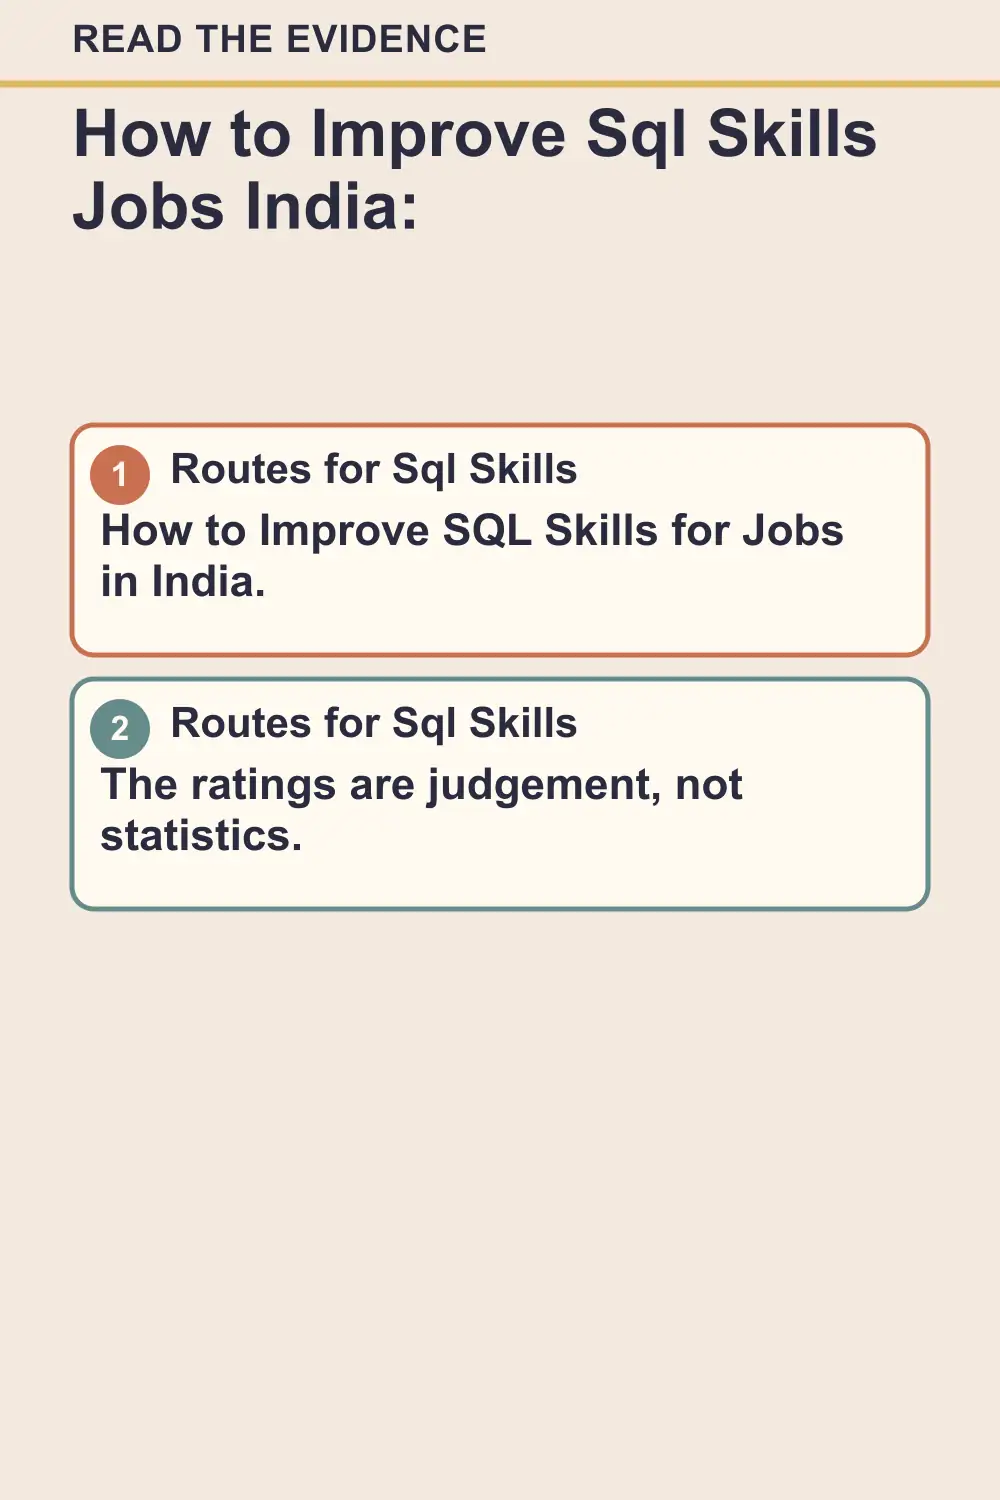 READ THE EVIDENCE
How to Improve Sql Skills
Jobs India:
1 Routes for Sql Skills
How to Improve SQL Skills for Jobs
in India.
2 Routes for Sql Skills
The ratings are judgement, not
statistics.